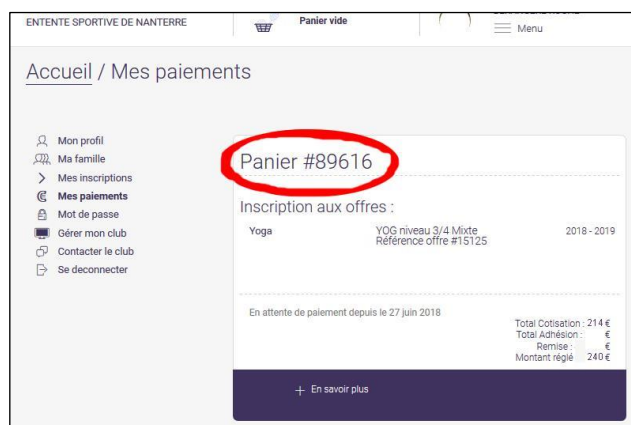 ENTENTE SPORTIVE DE NANTERRE
Panier vide
Menu
Accueil / Mes paiements
Mon profil
Ma famille
Mes inscriptions
Mes paiements
Mot de passe
Gérer mon club
Contacter le club
Se deconnecter
Panier #89616
Inscription aux offres :
Yoga YOG niveau 3/4 Mixte 2018 - 2019
Référence offre #15125
En attente de paiement depuis le 27 juin 2018
Total Cotisation : 214 €
Total Adhésion : €
Remise : €
Montant réglé 240 €
+ En savoir plus